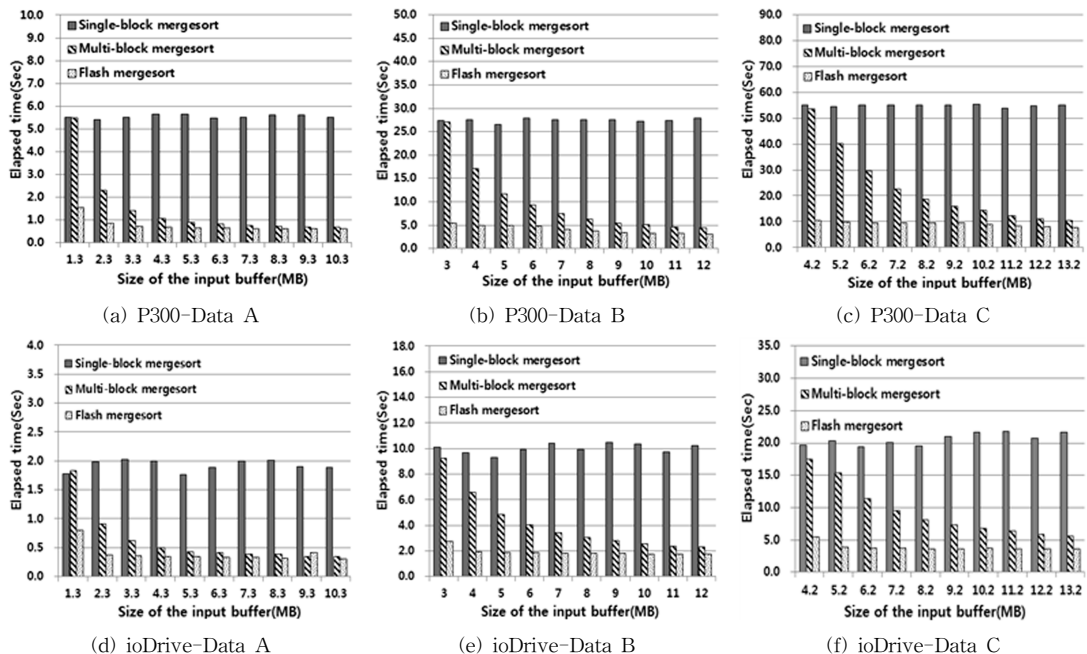 10.0
9.0
8.0
7.0
6.0
5.0
4.0
3.0
2.0
1.0
0.0
Elapsed time(Sec)
Single-block mergesort
Multi-block mergesort
Flash mergesort
1.3 2.3 3.3 4.3 5.3 6.3 7.3 8.3 9.3 10.3
Size of the input buffer(MB)
(a) P300-Data A
50.0
45.0
40.0
35.0
30.0
25.0
20.0
15.0
10.0
5.0
0.0
Elapsed time(Sec)
Single-block mergesort
Multi-block mergesort
Flash mergesort
3 4 5 6 7 8 9 10 11 12
Size of the input buffer(MB)
(b) P300-Data B
90.0
80.0
70.0
60.0
50.0
40.0
30.0
20.0
10.0
0.0
Elapsed time(Sec)
Single-block mergesort
Multi-block mergesort
Flash mergesort
4.2 5.2 6.2 7.2 8.2 9.2 10.2 11.2 12.2 13.2
Size of the input buffer(MB)
(c) P300-Data C
4.0
3.5
3.0
2.5
2.0
1.5
1.0
0.5
0.0
Elapsed time(Sec)
Single-block mergesort
Multi-block mergesort
Flash mergesort
1.3 2.3 3.3 4.3 5.3 6.3 7.3 8.3 9.3 10.3
Size of the input buffer(MB)
(d) ioDrive-Data A
18.0
16.0
14.0
12.0
10.0
8.0
6.0
4.0
2.0
0.0
Elapsed time(Sec)
Single-block mergesort
Multi-block mergesort
Flash mergesort
3 4 5 6 7 8 9 10 11 12
Size of the input buffer(MB)
(e) ioDrive-Data B
35.0
30.0
25.0
20.0
15.0
10.0
5.0
0.0
Elapsed time(Sec)
Single-block mergesort
Multi-block mergesort
Flash mergesort
4.2 5.2 6.2 7.2 8.2 9.2 10.2 11.2 12.2 13.2
Size of the input buffer(MB)
(f) ioDrive-Data C